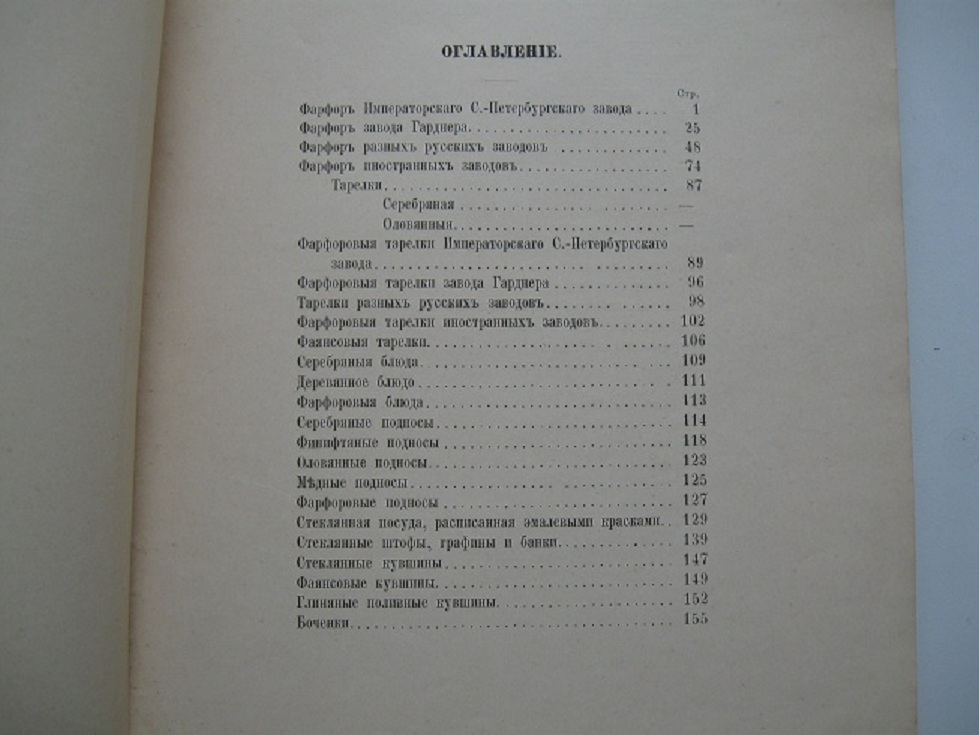 ОГЛАВЛЕНІЕ.
Стр.
Фарфоръ Императорскаго С.-Петербургскаго завода .... 1
Фарфоръ завода Гарднера........................ 25
Фарфоръ разныхъ русскихъ заводовъ ............. 48
Фарфоръ иностранныхъ заводовъ.................. 74
Тарелки................................. 87
Серебряная ........................ —
Оловянныя.......................... —
Фарфоровыя тарелки Императорскаго С.-Петербургскаго
завода.................................. 89
Фарфоровыя тарелки завода Гарднера ............. 96
Тарелки разныхъ русскихъ заводовъ............... 98
Фарфоровыя тарелки иностранныхъ заводовъ......... 102
Фаянсовыя тарелки............................ 106
Серебряныя блюда............................. 109
Деревянное блюдо............................. 111
Фарфоровыя блюда............................. 113
Серебряные подносы........................... 114
Финифтяные подносы .......................... 118
Оловянные подносы............................ 123
Мѣдные подносы............................... 125
Фарфоровые подносы .......................... 127
Стеклянная посуда, расписанная эмалевыми красками.. 129
Стеклянные штофы, графины и банки............... 139
Стеклянные кувшины .......................... 147
Фаянсовые кувшины............................ 149
Глиняные поливные кувшины...................... 152
Боченки..................................... 155